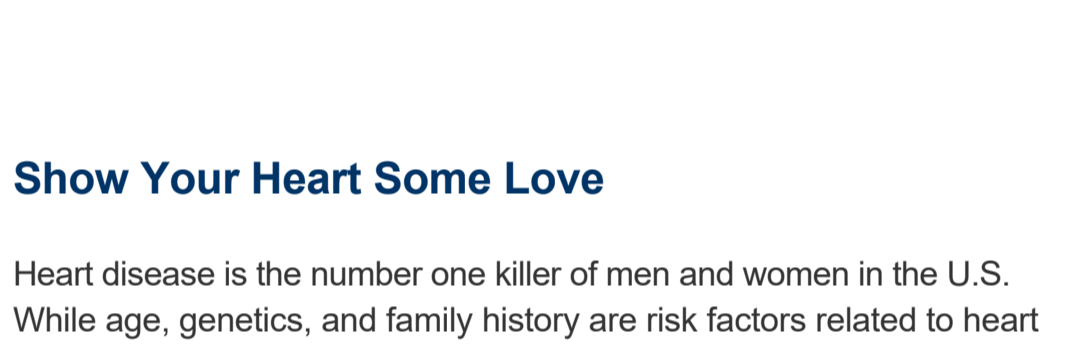 Show Your Heart Some Love
Heart disease is the number one killer of men and women in the U.S.
While age, genetics, and family history are risk factors related to heart